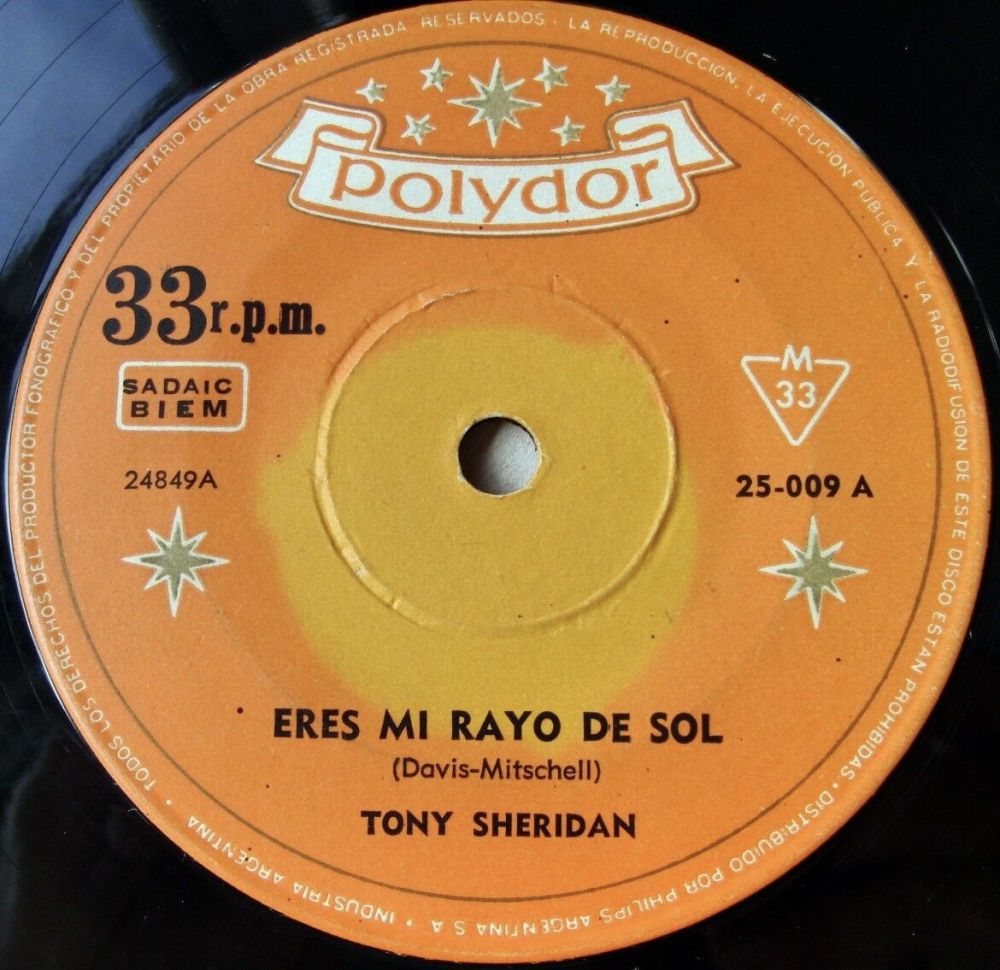 TODOS LOS DERECHOS DEL PRODUCTOR FONOGRAFICO Y DEL PROPIETARIO DE LA OBRA REGISTRADA RESERVADOS · LA REPRODUCCION, LA EJECUCION PUBLICA Y LA RADIODIFUSION DE ESTE DISCO ESTAN PROHIBIDAS · DISTRIBUIDO POR PHILIPS ARGENTINA S A · INDUSTRIA ARGENTINA ·
polydor
33 r.p.m.
SADAIC
BIEM
M
33
24849A
25-009 A
ERES MI RAYO DE SOL
(Davis-Mitschell)
TONY SHERIDAN